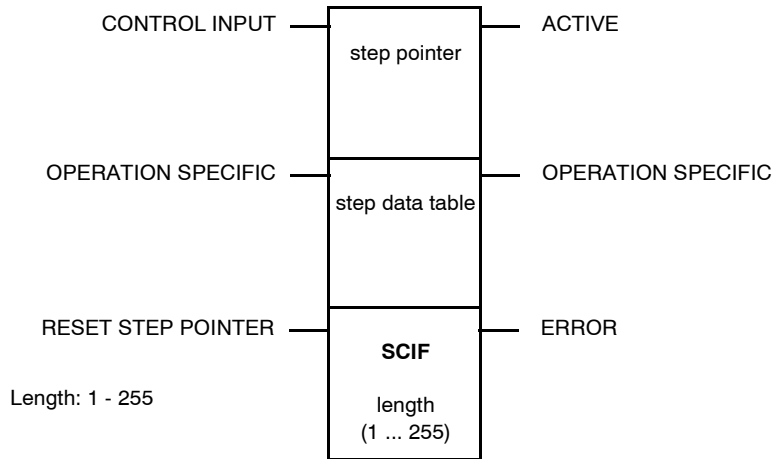 CONTROL INPUT
ACTIVE
step pointer
OPERATION SPECIFIC
OPERATION SPECIFIC
step data table
RESET STEP POINTER
ERROR
SCIF
Length: 1 - 255
length
(1 ... 255)